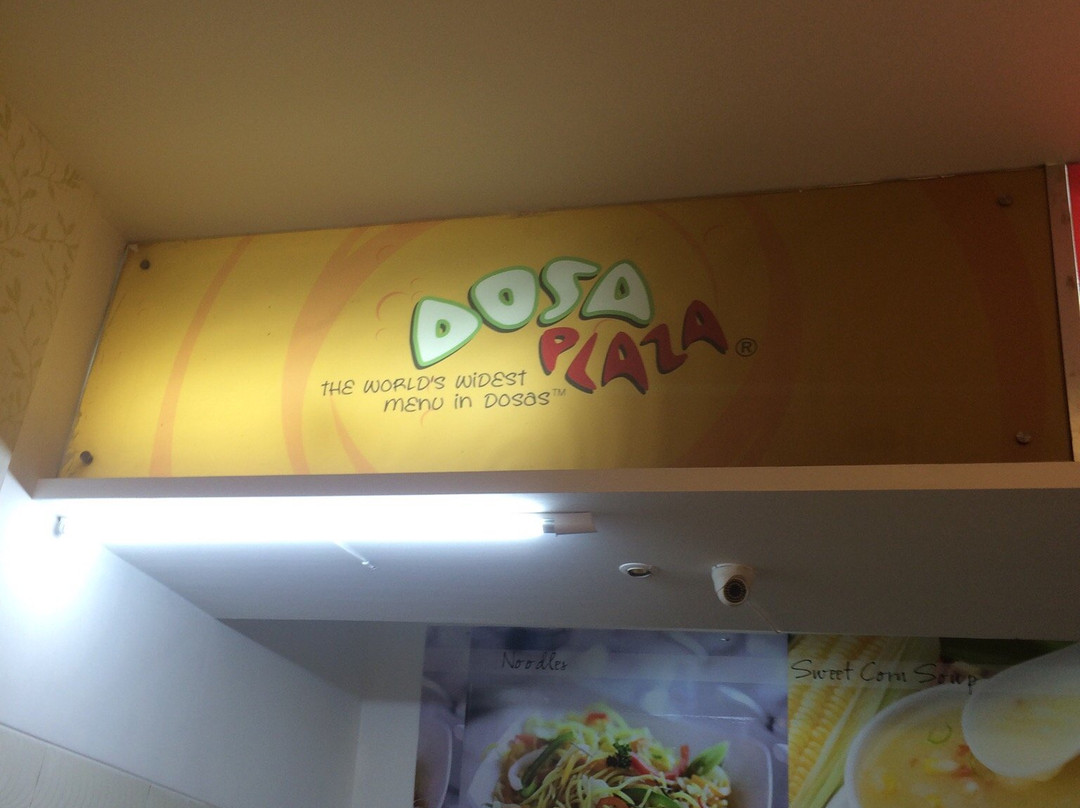 DOSA
PLAZA ®
THE WORLD'S WIDEST
MENU in DOSAS™
Noodles
Sweet Corn Soup